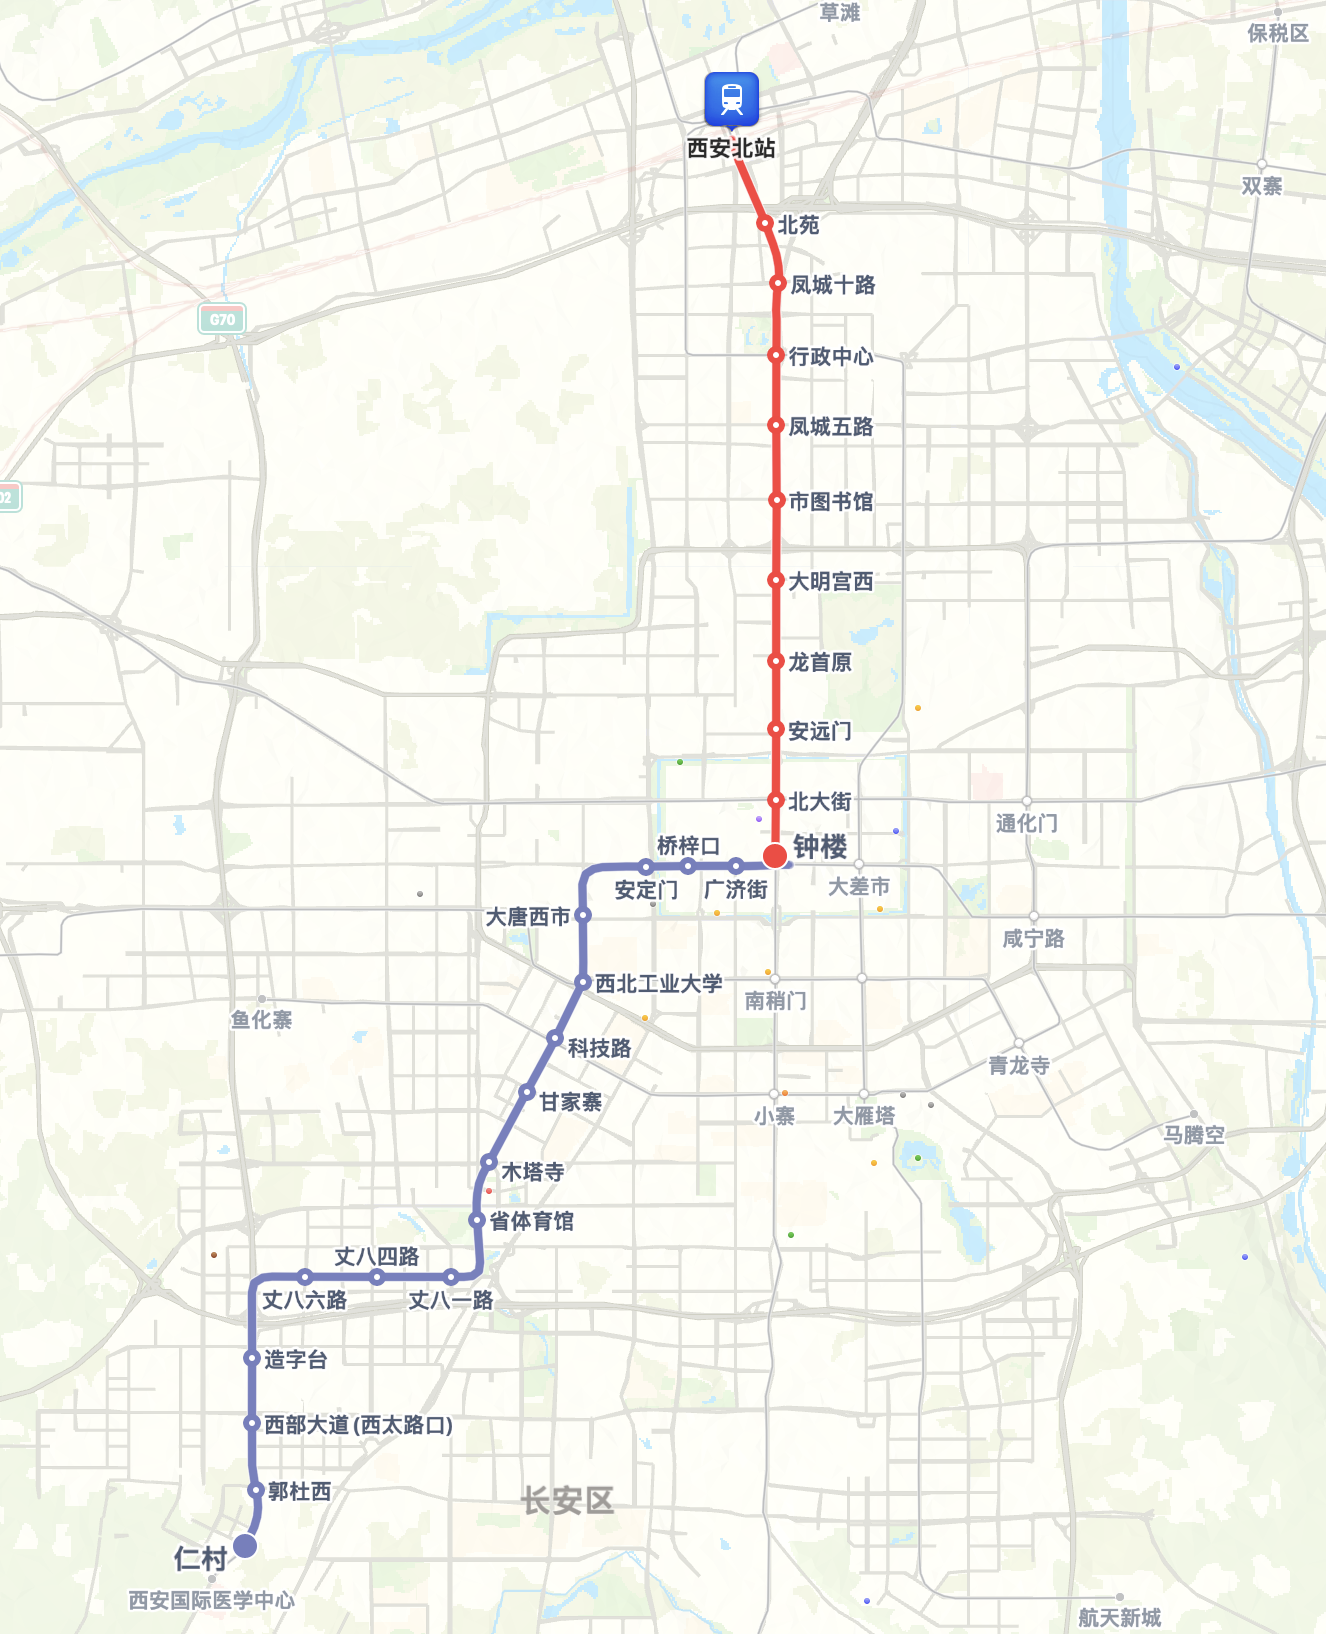 草滩
保税区
西安北站
双寨
北苑
凤城十路
G70
行政中心
凤城五路
02
市图书馆
大明宫西
龙首原
安远门
北大街
通化门
桥梓口
钟楼
安定门
广济街
大差市
大唐西市
咸宁路
西北工业大学
南稍门
鱼化寨
科技路
青龙寺
甘家寨
小寨
大雁塔
马腾空
木塔寺
省体育馆
丈八四路
丈八六路
丈八一路
造字台
西部大道(西太路口)
郭杜西
长安区
仁村
西安国际医学中心
航天新城